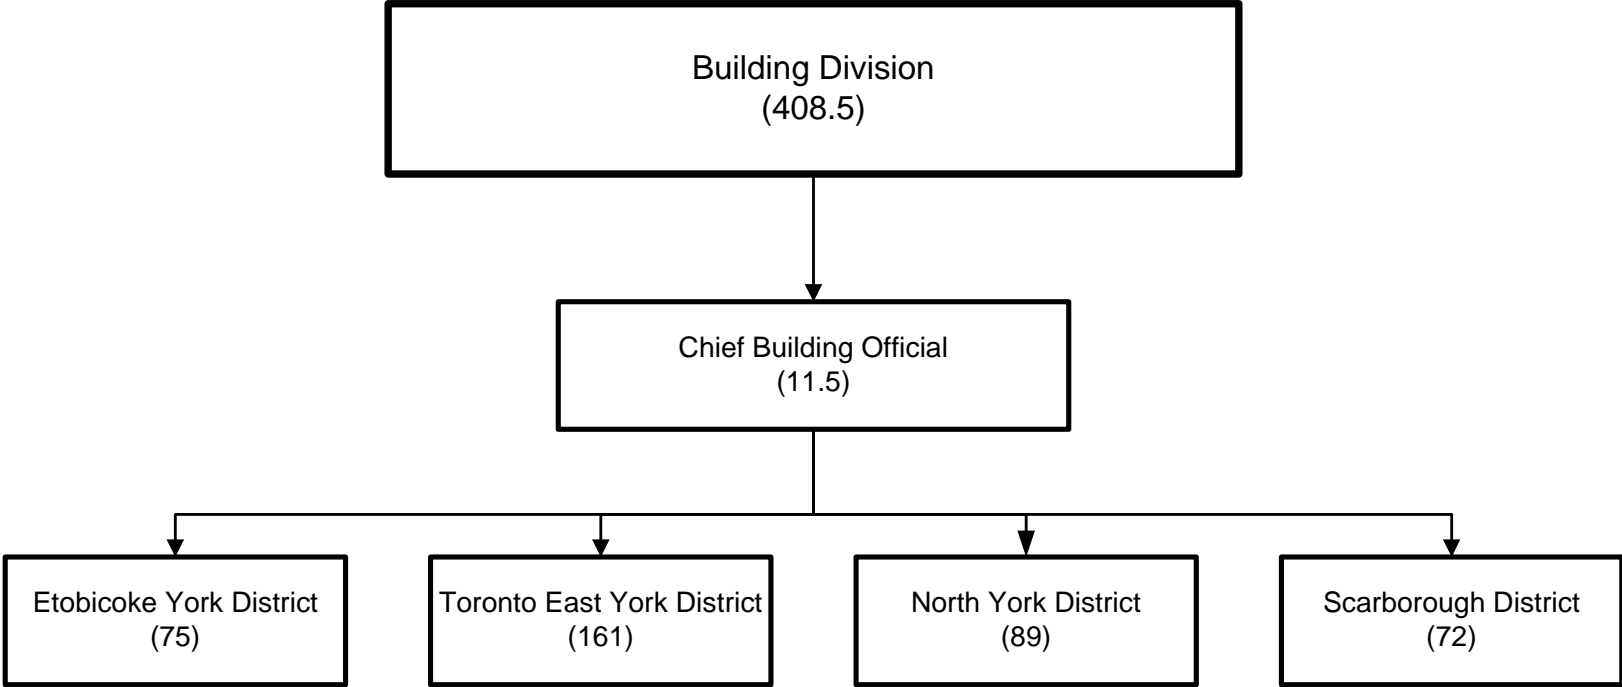 Building Division
(408.5)
Chief Building Official
(11.5)
Etobicoke York District
(75)
Toronto East York District
(161)
North York District
(89)
Scarborough District
(72)